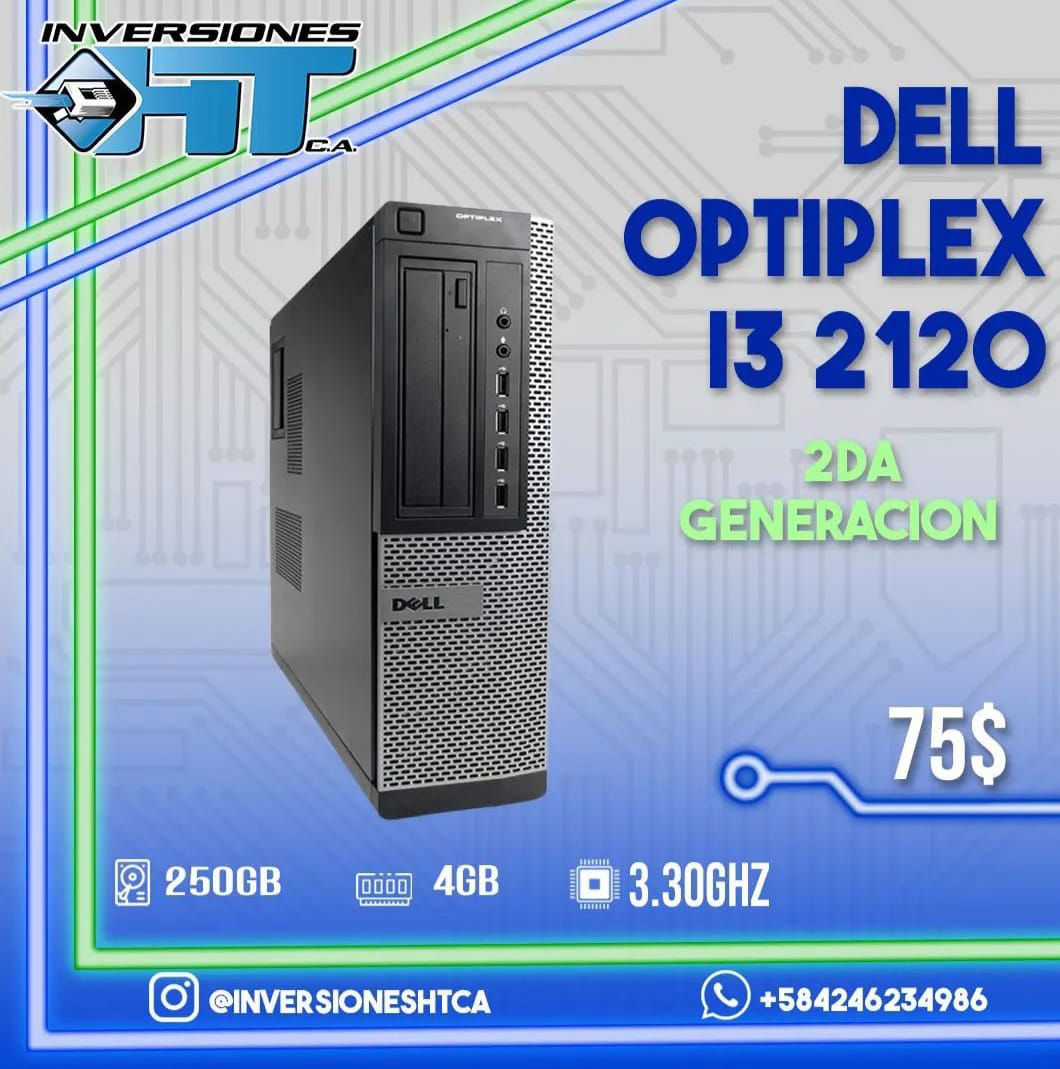 INVERSIONES
HT
C.A.
DELL
OPTIPLEX
I3 2120
2DA
GENERACION
OPTIPLEX
DELL
75$
250GB
4GB
3.30GHZ
@INVERSIONESHTCA
+584246234986